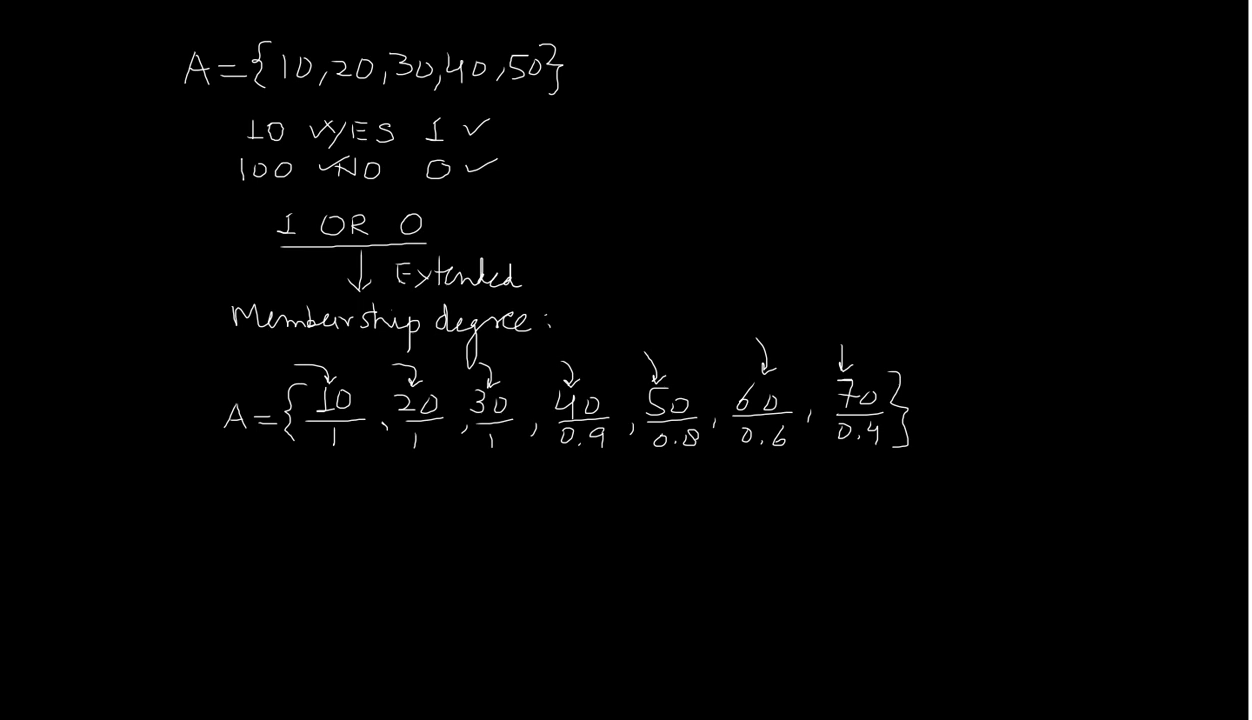 A={10,20,30,40,50}
10 ✓ YES 1 ✓
100 ✓ NO 0 ✓
1 OR 0
↓ Extended
Membership degree:
A={10/1, 20/1, 30/1, 40/0.9, 50/0.8, 60/0.6, 70/0.4}